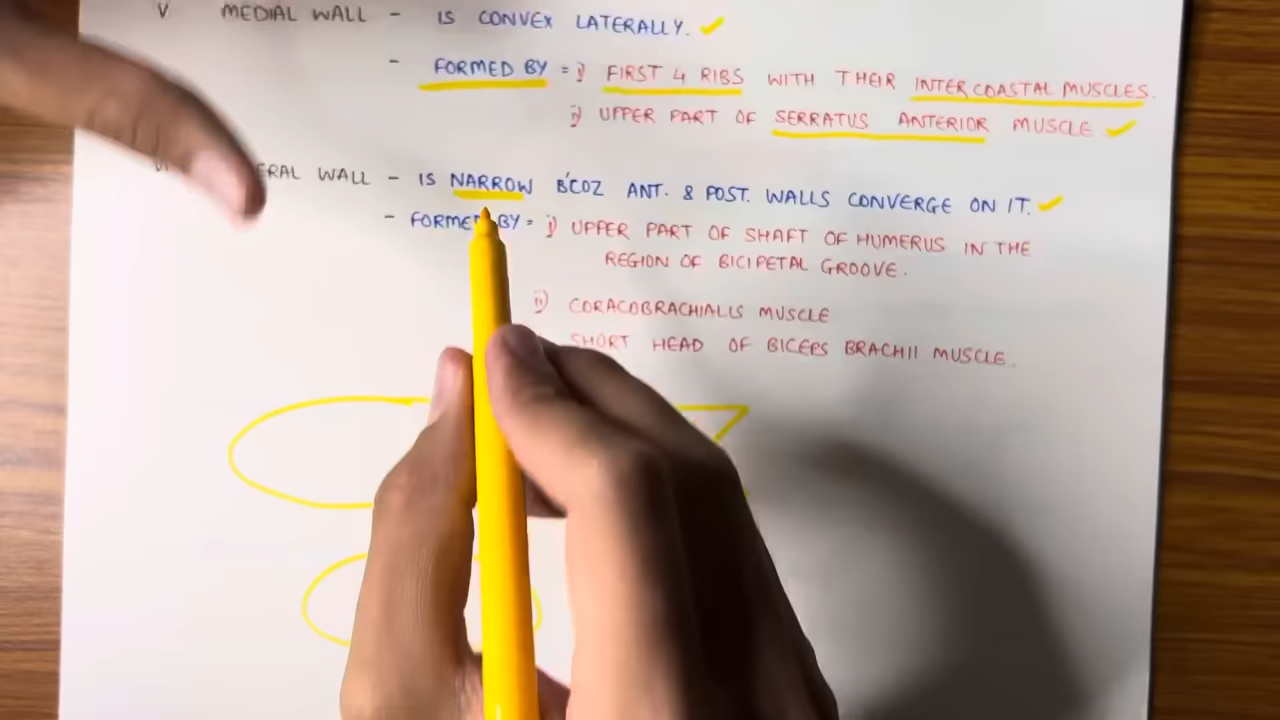 V MEDIAL WALL - IS CONVEX LATERALLY.
- FORMED BY = i) FIRST 4 RIBS WITH THEIR INTERCOASTAL MUSCLES.
ii) UPPER PART OF SERRATUS ANTERIOR MUSCLE
WALL - IS NARROW B'COZ ANT. & POST. WALLS CONVERGE ON IT.
- FORMED BY = i) UPPER PART OF SHAFT OF HUMERUS IN THE
REGION OF BICIPETAL GROOVE.
ii) CORACOBRACHIALIS MUSCLE
SHORT HEAD OF BICEPS BRACHII MUSCLE.